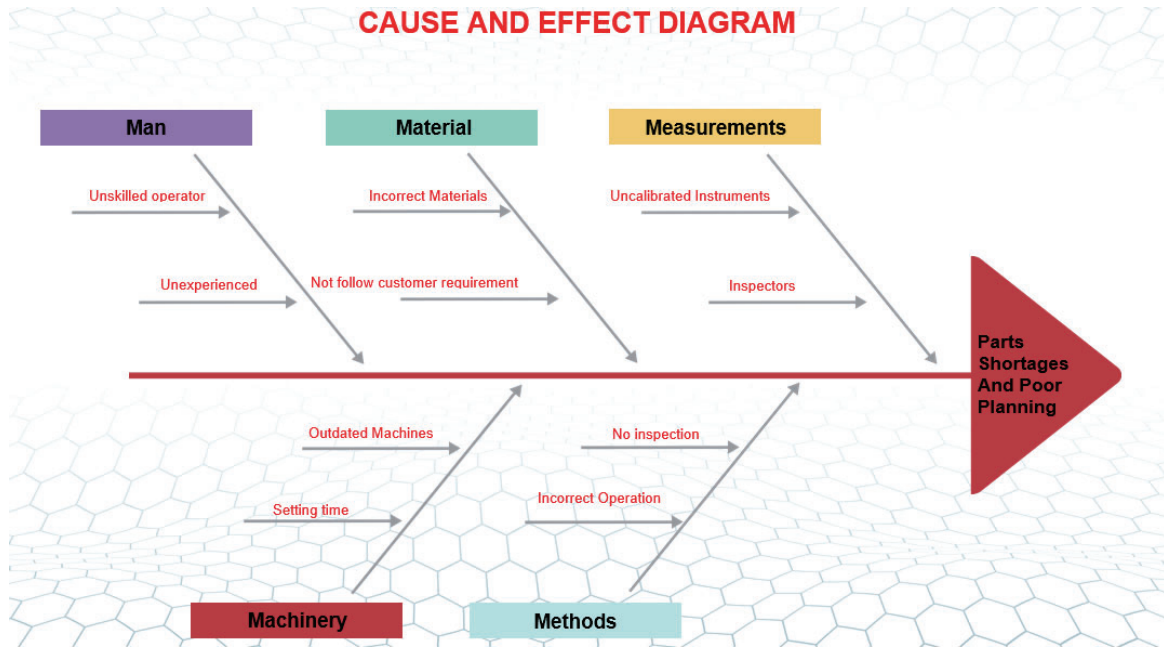 CAUSE AND EFFECT DIAGRAM
Man
Material
Measurements
Unskilled operator
Incorrect Materials
Uncalibrated Instruments
Unexperienced
Not follow customer requirement
Inspectors
Parts
Shortages
And Poor
Planning
Outdated Machines
No inspection
Setting time
Incorrect Operation
Machinery
Methods